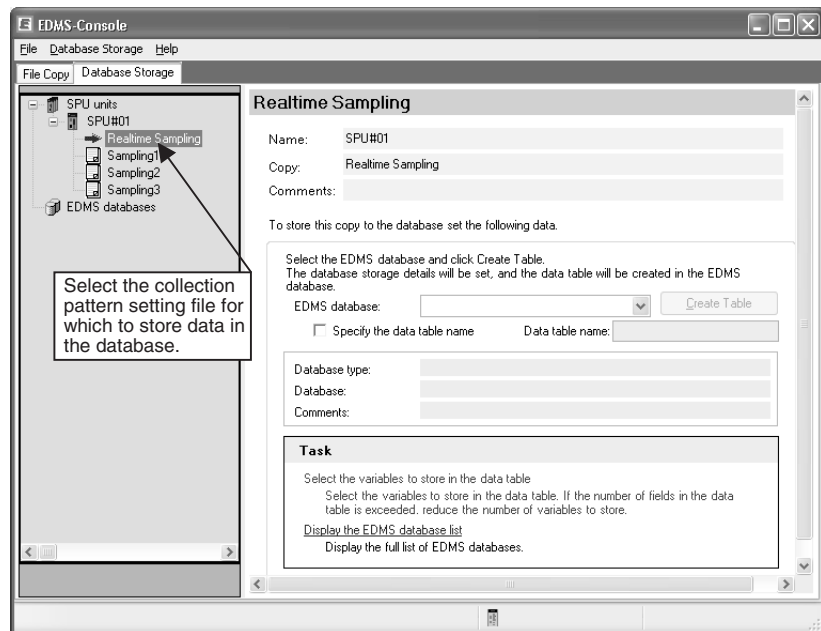 EDMS-Console
File Database Storage Help
File Copy Database Storage
SPU units
SPU#01
Realtime Sampling
Sampling1
Sampling2
Sampling3
EDMS databases
Select the collection
pattern setting file for
which to store data in
the database.
Realtime Sampling
Name: SPU#01
Copy: Realtime Sampling
Comments:
To store this copy to the database set the following data.
Select the EDMS database and click Create Table.
The database storage details will be set, and the data table will be created in the EDMS
database.
EDMS database: Create Table
Specify the data table name Data table name:
Database type:
Database:
Comments:
Task
Select the variables to store in the data table
Select the variables to store in the data table. If the number of fields in the data
table is exceeded, reduce the number of variables to store.
Display the EDMS database list
Display the full list of EDMS databases.